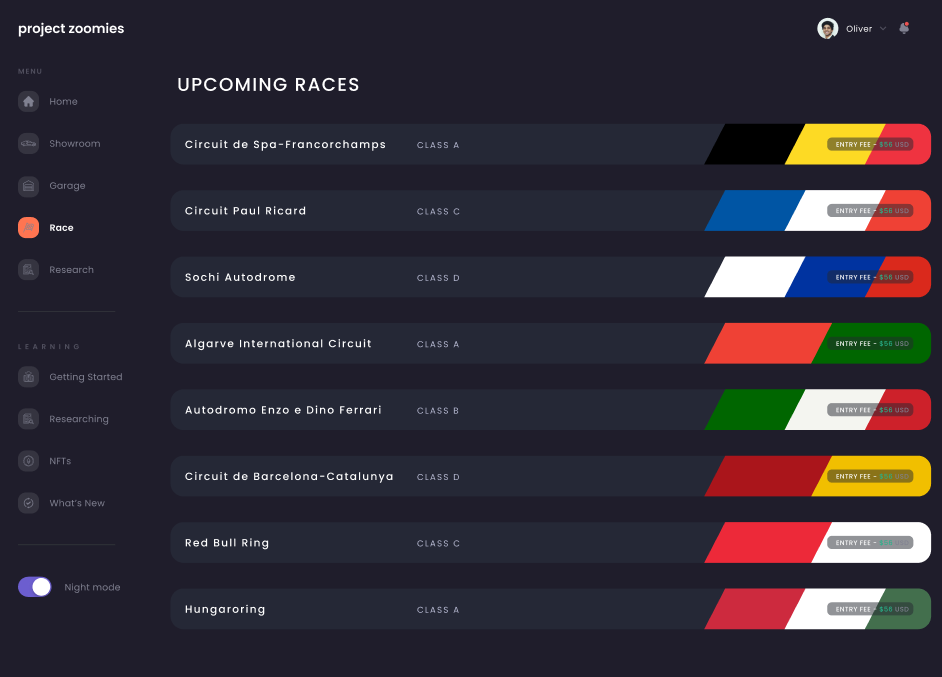 project zoomies
Oliver
MENU
Home
Showroom
Garage
Race
Research
LEARNING
Getting Started
Researching
NFTs
What's New
Night mode
UPCOMING RACES
Circuit de Spa-Francorchamps CLASS A ENTRY FEE - $56 USD
Circuit Paul Ricard CLASS C ENTRY FEE - $56 USD
Sochi Autodrome CLASS D ENTRY FEE - $56 USD
Algarve International Circuit CLASS A ENTRY FEE - $56 USD
Autodromo Enzo e Dino Ferrari CLASS B ENTRY FEE - $56 USD
Circuit de Barcelona-Catalunya CLASS D ENTRY FEE - $56 USD
Red Bull Ring CLASS C ENTRY FEE - $56 USD
Hungaroring CLASS A ENTRY FEE - $56 USD